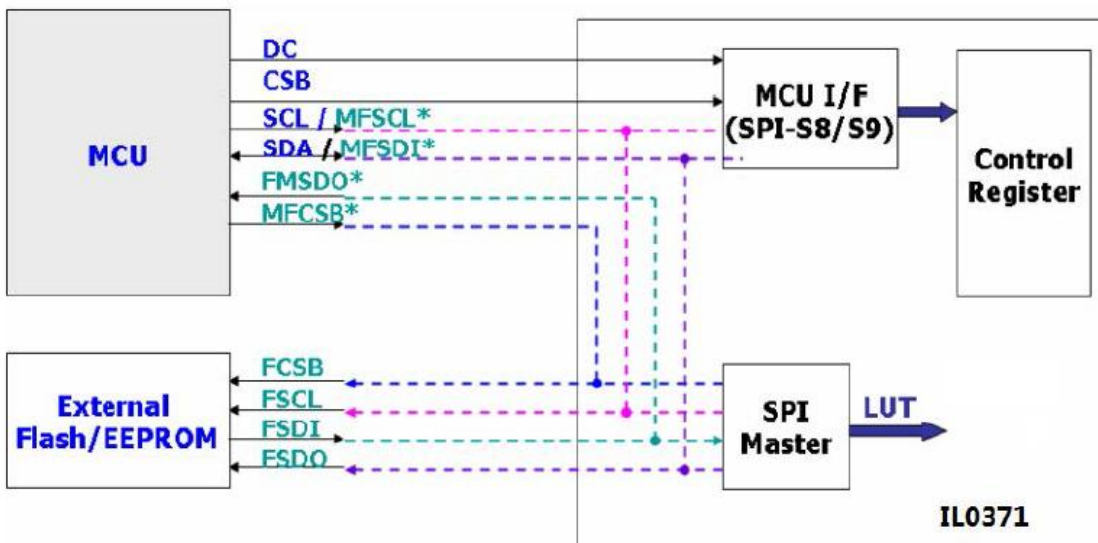 DC
CSB
SCL / MFSCL*
SDA / MFSDI*
FMSDO*
MFCSB*
MCU
MCU I/F
(SPI-S8/S9)
Control
Register
FCSB
FSCL
FSDI
FSDO
External
Flash/EEPROM
SPI
Master
LUT
IL0371